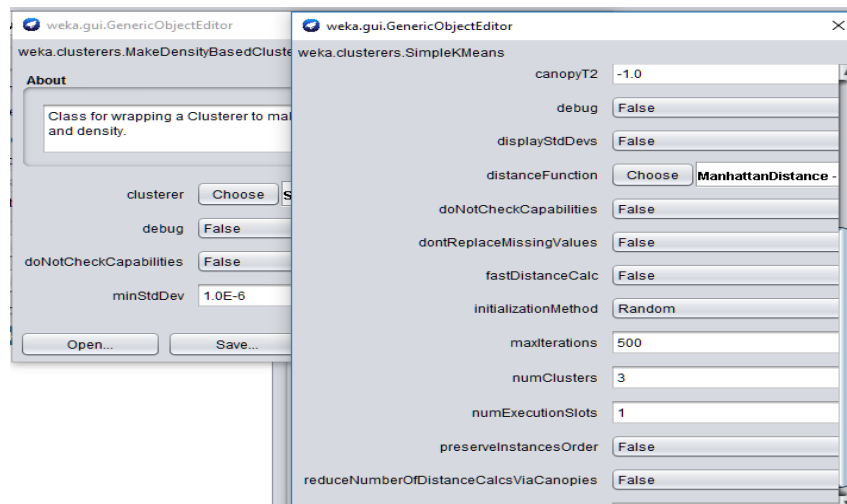 weka.gui.GenericObjectEditor
weka.clusterers.MakeDensityBasedCluste
About
Class for wrapping a Clusterer to mal
and density.
clusterer Choose S
debug False
doNotCheckCapabilities False
minStdDev 1.0E-6
Open... Save...
weka.gui.GenericObjectEditor
weka.clusterers.SimpleKMeans
canopyT2 -1.0
debug False
displayStdDevs False
distanceFunction Choose ManhattanDistance -
doNotCheckCapabilities False
dontReplaceMissingValues False
fastDistanceCalc False
initializationMethod Random
maxIterations 500
numClusters 3
numExecutionSlots 1
preserveInstancesOrder False
reduceNumberOfDistanceCalcsViaCanopies False